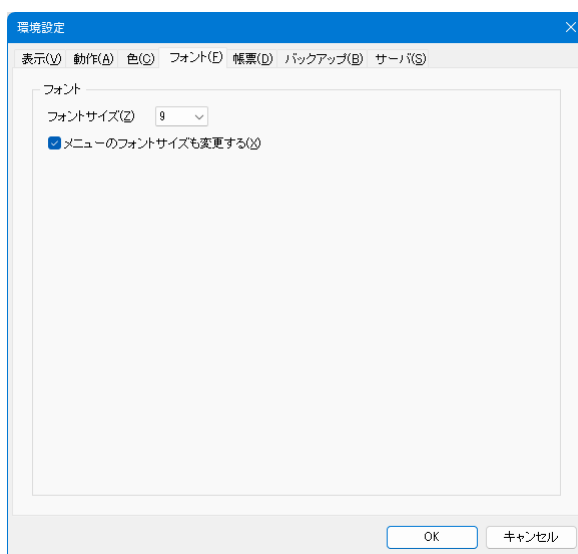 環境設定
表示(V) 動作(A) 色(C) フォント(F) 帳票(D) バックアップ(B) サーバ(S)
フォント
フォントサイズ(Z) 9
メニューのフォントサイズも変更する(X)
OK キャンセル